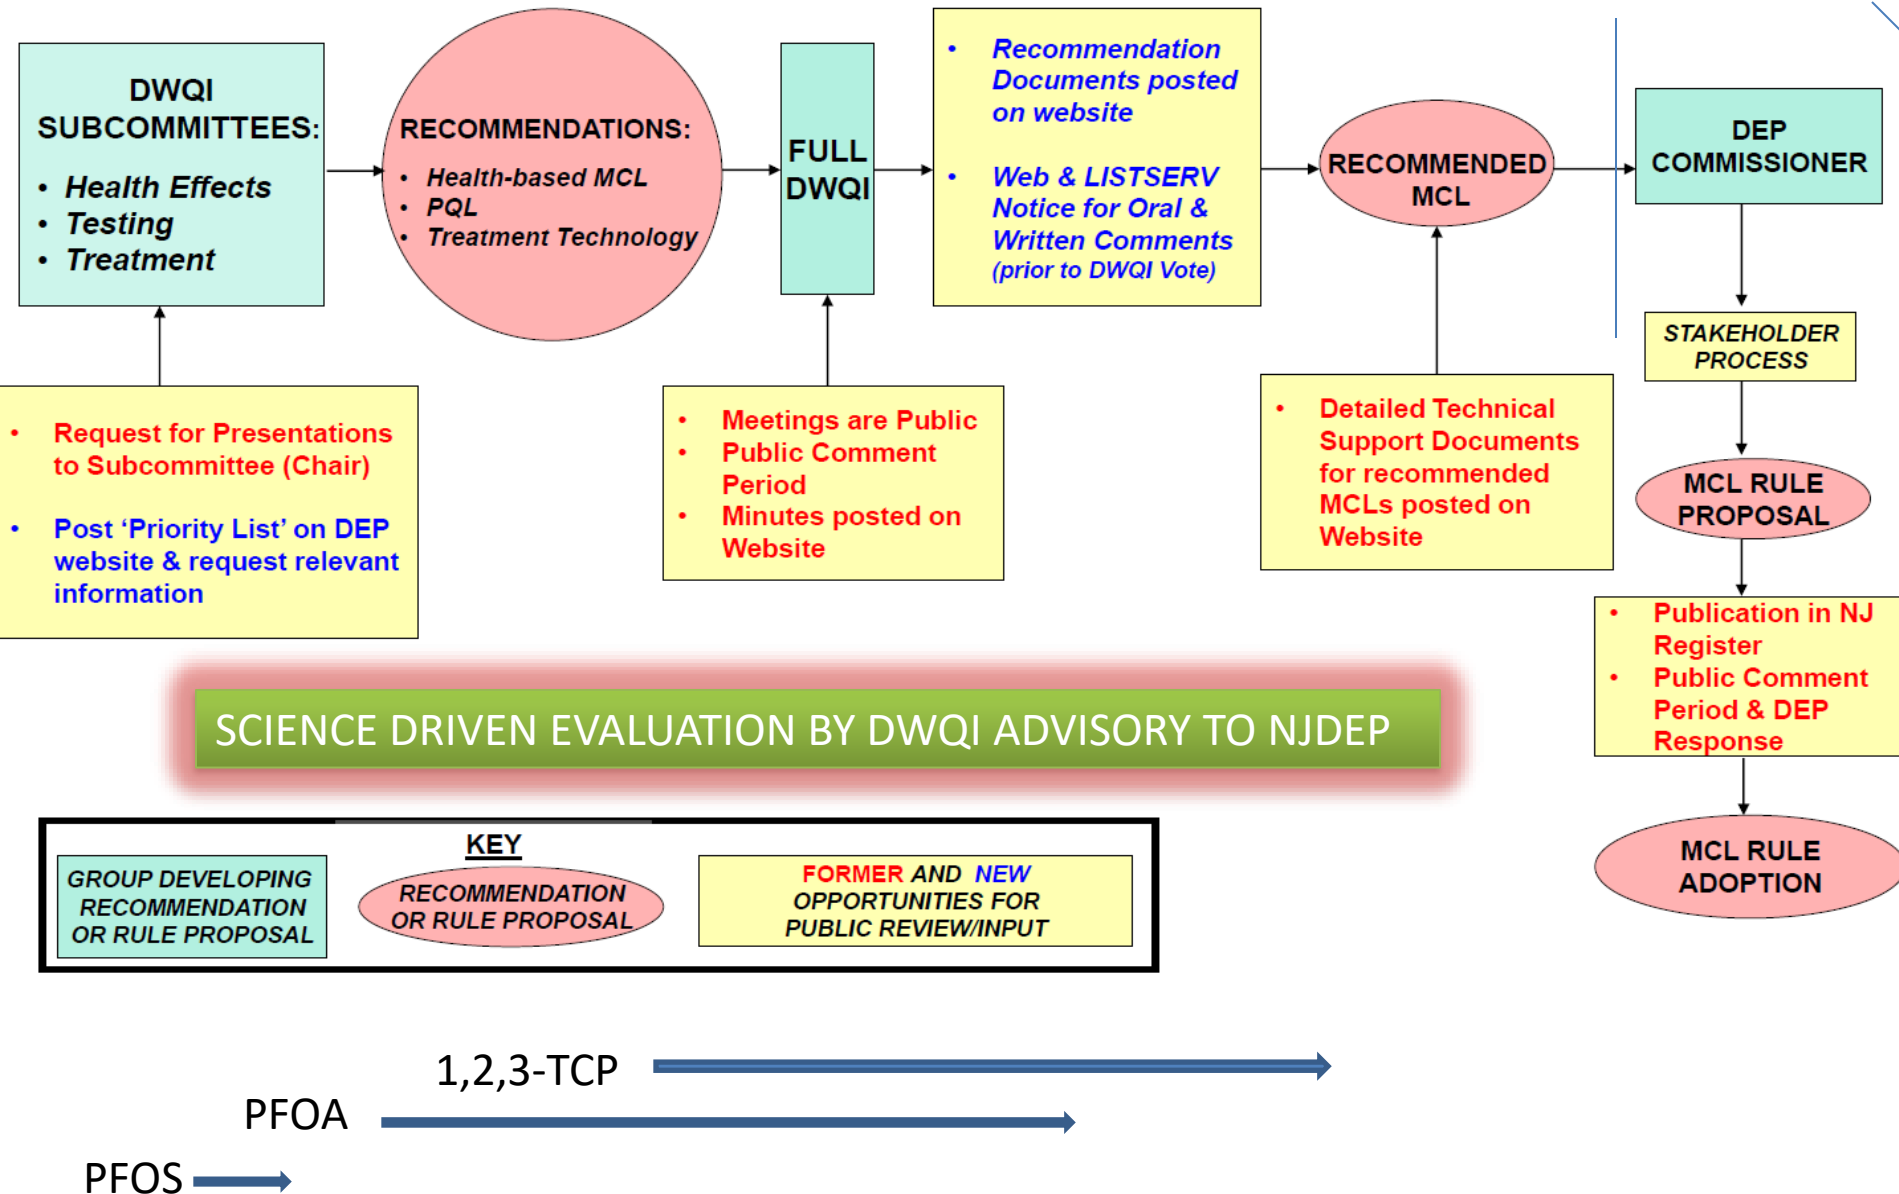 DWQI
SUBCOMMITTEES:
• Health Effects
• Testing
• Treatment
RECOMMENDATIONS:
• Health-based MCL
• PQL
• Treatment Technology
FULL
DWQI
• Recommendation
Documents posted
on website
• Web & LISTSERV
Notice for Oral &
Written Comments
(prior to DWQI Vote)
RECOMMENDED
MCL
DEP
COMMISSIONER
STAKEHOLDER
PROCESS
MCL RULE
PROPOSAL
• Publication in NJ
Register
• Public Comment
Period & DEP
Response
MCL RULE
ADOPTION
• Request for Presentations
to Subcommittee (Chair)
• Post ‘Priority List’ on DEP
website & request relevant
information
• Meetings are Public
• Public Comment
Period
• Minutes posted on
Website
• Detailed Technical
Support Documents
for recommended
MCLs posted on
Website
SCIENCE DRIVEN EVALUATION BY DWQI ADVISORY TO NJDEP
KEY
GROUP DEVELOPING
RECOMMENDATION
OR RULE PROPOSAL
RECOMMENDATION
OR RULE PROPOSAL
FORMER AND NEW
OPPORTUNITIES FOR
PUBLIC REVIEW/INPUT
1,2,3-TCP
PFOA
PFOS